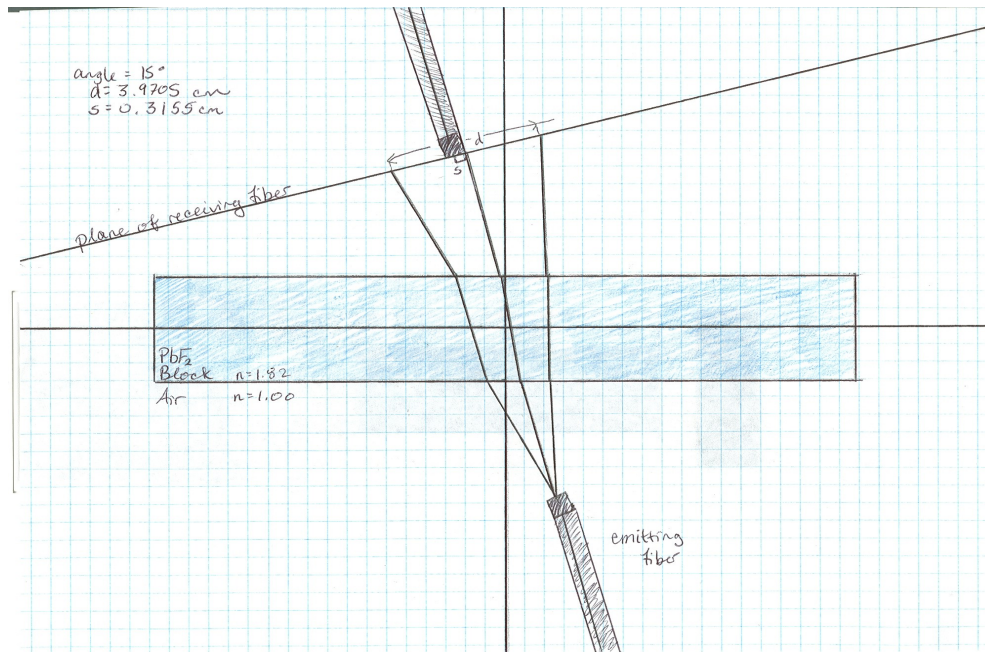 angle = 15°
d = 3.9705 cm
s = 0.3155 cm
d
s
plane of receiving fiber
PbF₂
Block n=1.82
Air n=1.00
emitting
fiber